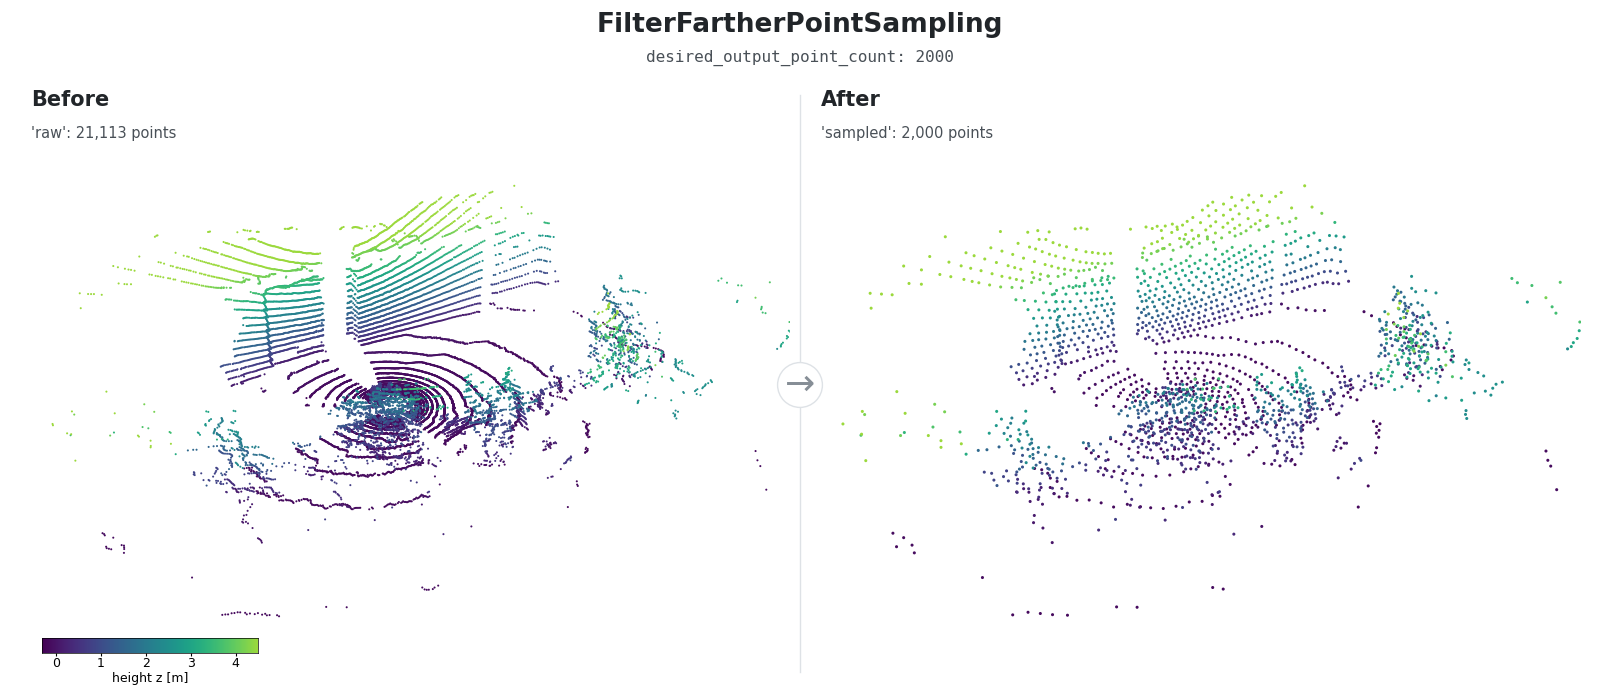 FilterFartherPointSampling
desired_output_point_count: 2000
Before
'raw': 21,113 points
After
'sampled': 2,000 points
→
0 1 2 3 4
height z [m]